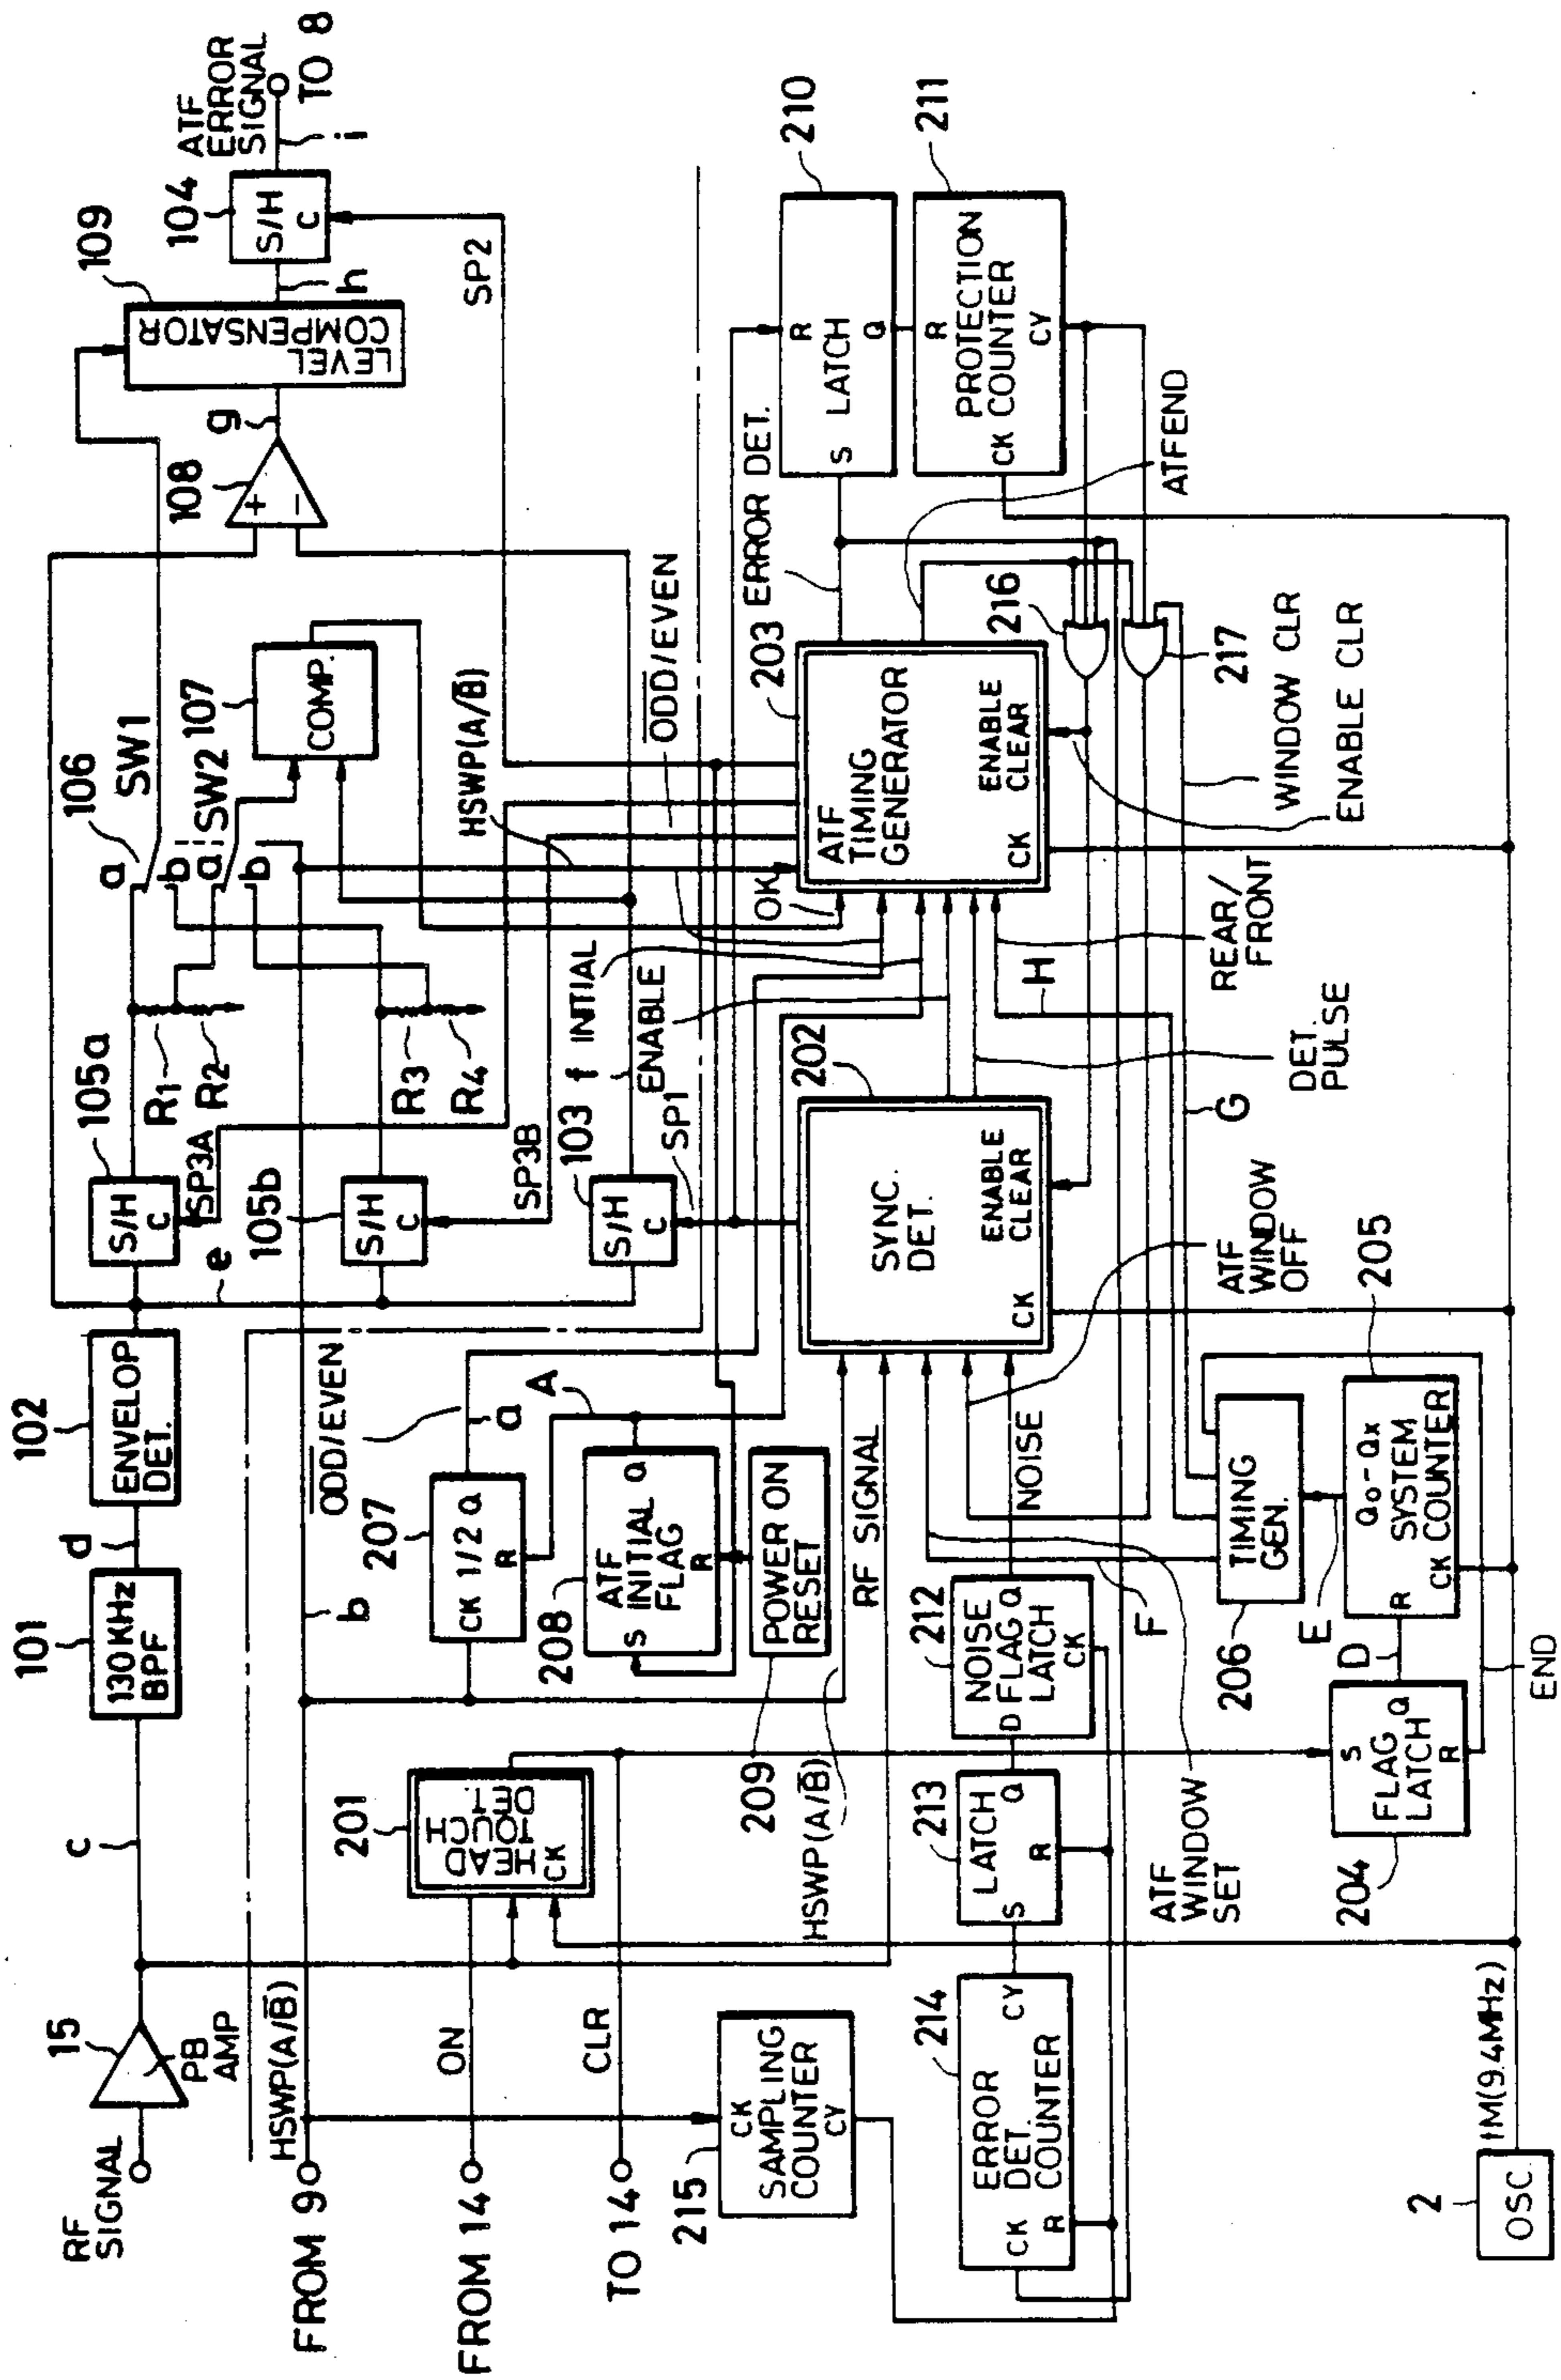 RF
SIGNAL
15
PB
AMP
c
101
130KHz
BPF
d
102
ENVELOP
DET.
e
105a
S/H
C
SP3A
R1
R2
105b
S/H
C
SP3B
R3
R4
103
S/H
C
SP1
f
106
a
b
SW1
a
b
SW2
107
COMP.
108
+
−
g
109
LEVEL
COMPENSATOR
h
104
S/H
C
SP2
i
ATF
ERROR
SIGNAL
TO 8
FROM 9
HSWP(A/B̅)
b
FROM 14
ON
TO 14
CLR
201
HEAD
TOUCH
DET.
CK
207
CK 1/2 Q
R
O̅D̅D̅/EVEN
a
A
208
ATF
INITIAL
FLAG
Q
S
R
209
POWER ON
RESET
HSWP(A/B̅)
RF SIGNAL
INITIAL
ENABLE
OK
HSWP(A/B̅)
O̅D̅D̅/EVEN
202
SYNC.
DET.
ENABLE
CLEAR
CK
203
ATF
TIMING
GENERATOR
ENABLE
CLEAR
CK
ERROR DET.
210
R
LATCH
S
Q
211
R
PROTECTION
COUNTER
CK
CY
ATFEND
216
217
WINDOW CLR
ENABLE CLR
REAR/
FRONT
H
DET.
PULSE
G
ATF
WINDOW
OFF
NOISE
215
CK
SAMPLING
COUNTER
CY
214
ERROR
DET.
COUNTER
CK
R
CY
213
LATCH
S
Q
R
212
NOISE
FLAG
LATCH
D
Q
CK
ATF
WINDOW
SET
F
204
S
FLAG
LATCH
Q
R
D
END
205
Q0-Qx
SYSTEM
COUNTER
R
CK
E
206
TIMING
GEN.
2
OSC.
fM(9.4MHz)